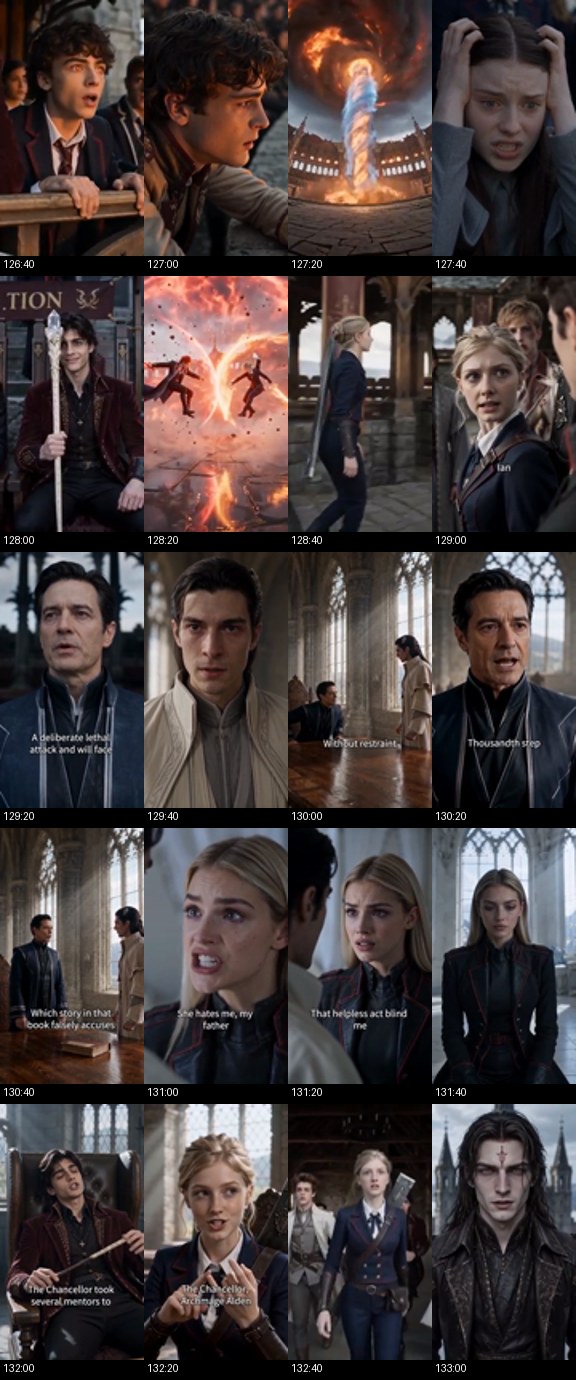 126:40
127:00
127:20
127:40
TION
128:00
128:20
128:40
Ian
129:00
A deliberate lethal
attack and will face
129:20
129:40
Without restraint,
130:00
Thousandth step
130:20
Which story in that
book falsely accuses
130:40
She hates me, my
father
131:00
That helpless act blind
me
131:20
131:40
The Chancellor took
several mentors to
132:00
The Chancellor,
Archmage Alden
132:20
132:40
133:00